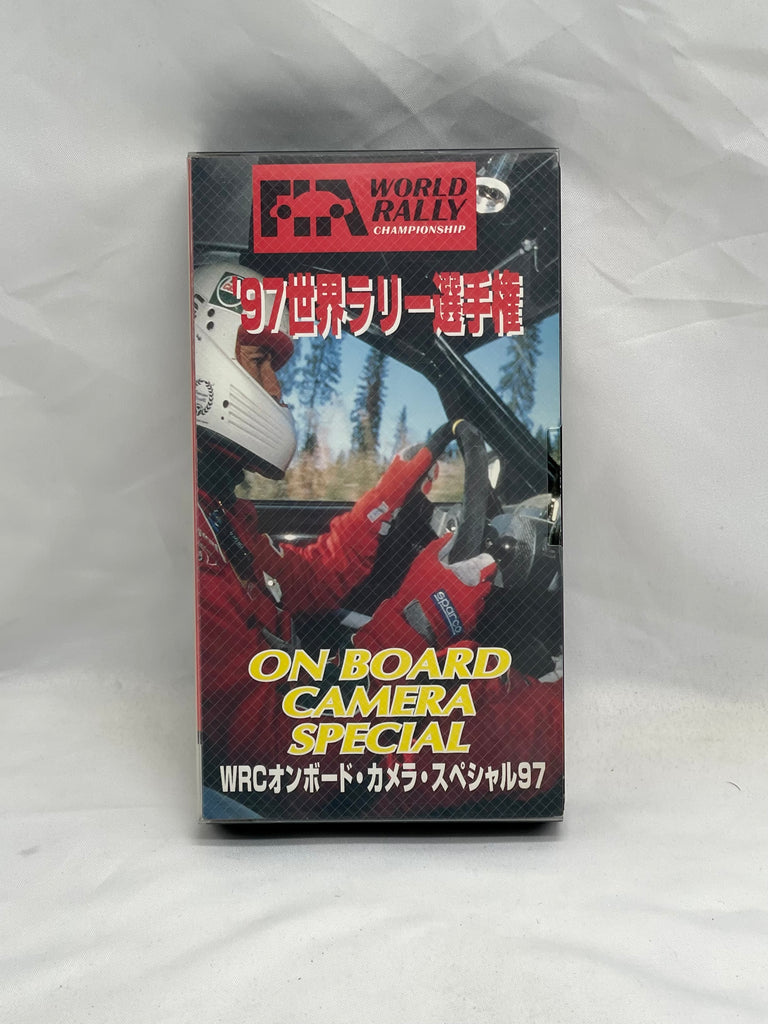 FIA
WORLD
RALLY
CHAMPIONSHIP
'97世界ラリー選手権
sparco
ON BOARD
CAMERA
SPECIAL
WRCオンボード・カメラ・スペシャル97